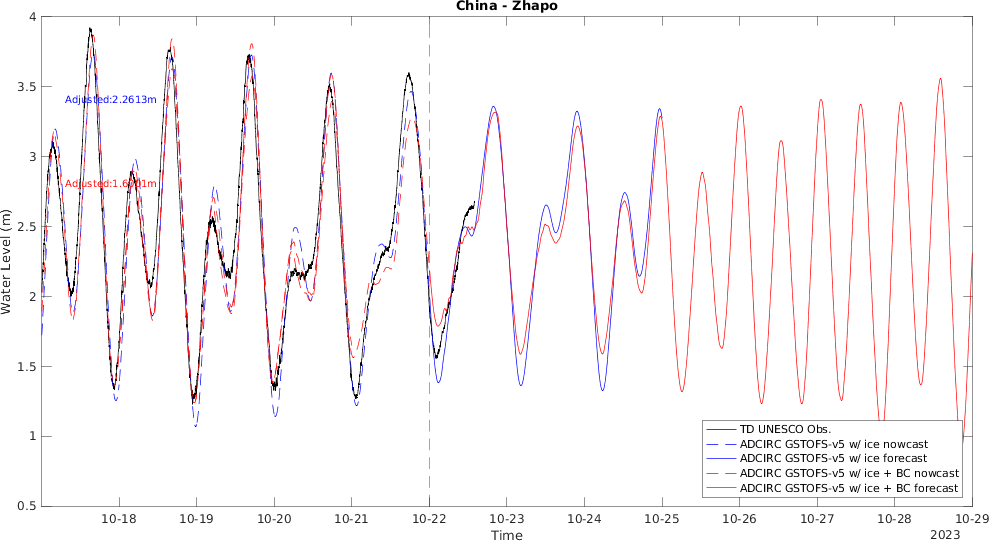 China - Zhapo
4
3.5
3
2.5
2
1.5
1
0.5
Water Level (m)
Adjusted:2.2613m
Adjusted:1.6701m
TD UNESCO Obs.
ADCIRC GSTOFS-v5 w/ ice nowcast
ADCIRC GSTOFS-v5 w/ ice forecast
ADCIRC GSTOFS-v5 w/ ice + BC nowcast
ADCIRC GSTOFS-v5 w/ ice + BC forecast
10-18 10-19 10-20 10-21 10-22 10-23 10-24 10-25 10-26 10-27 10-28 10-29
Time
2023